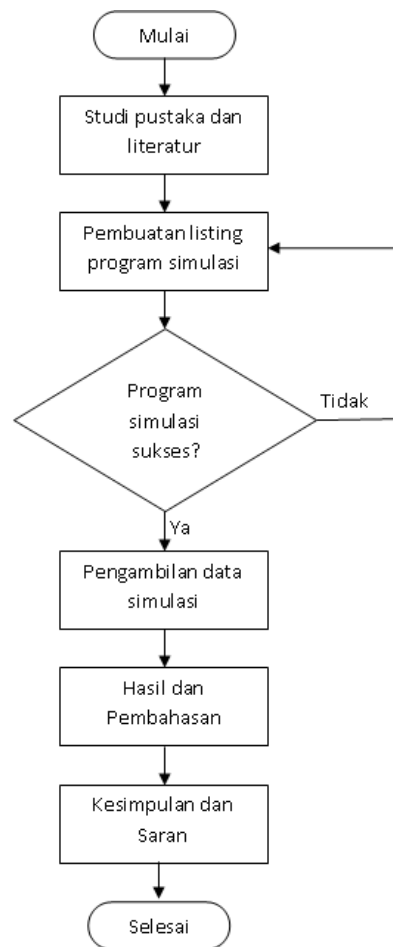 Mulai
Studi pustaka dan
literatur
Pembuatan listing
program simulasi
Program
simulasi
sukses?
Tidak
Ya
Pengambilan data
simulasi
Hasil dan
Pembahasan
Kesimpulan dan
Saran
Selesai